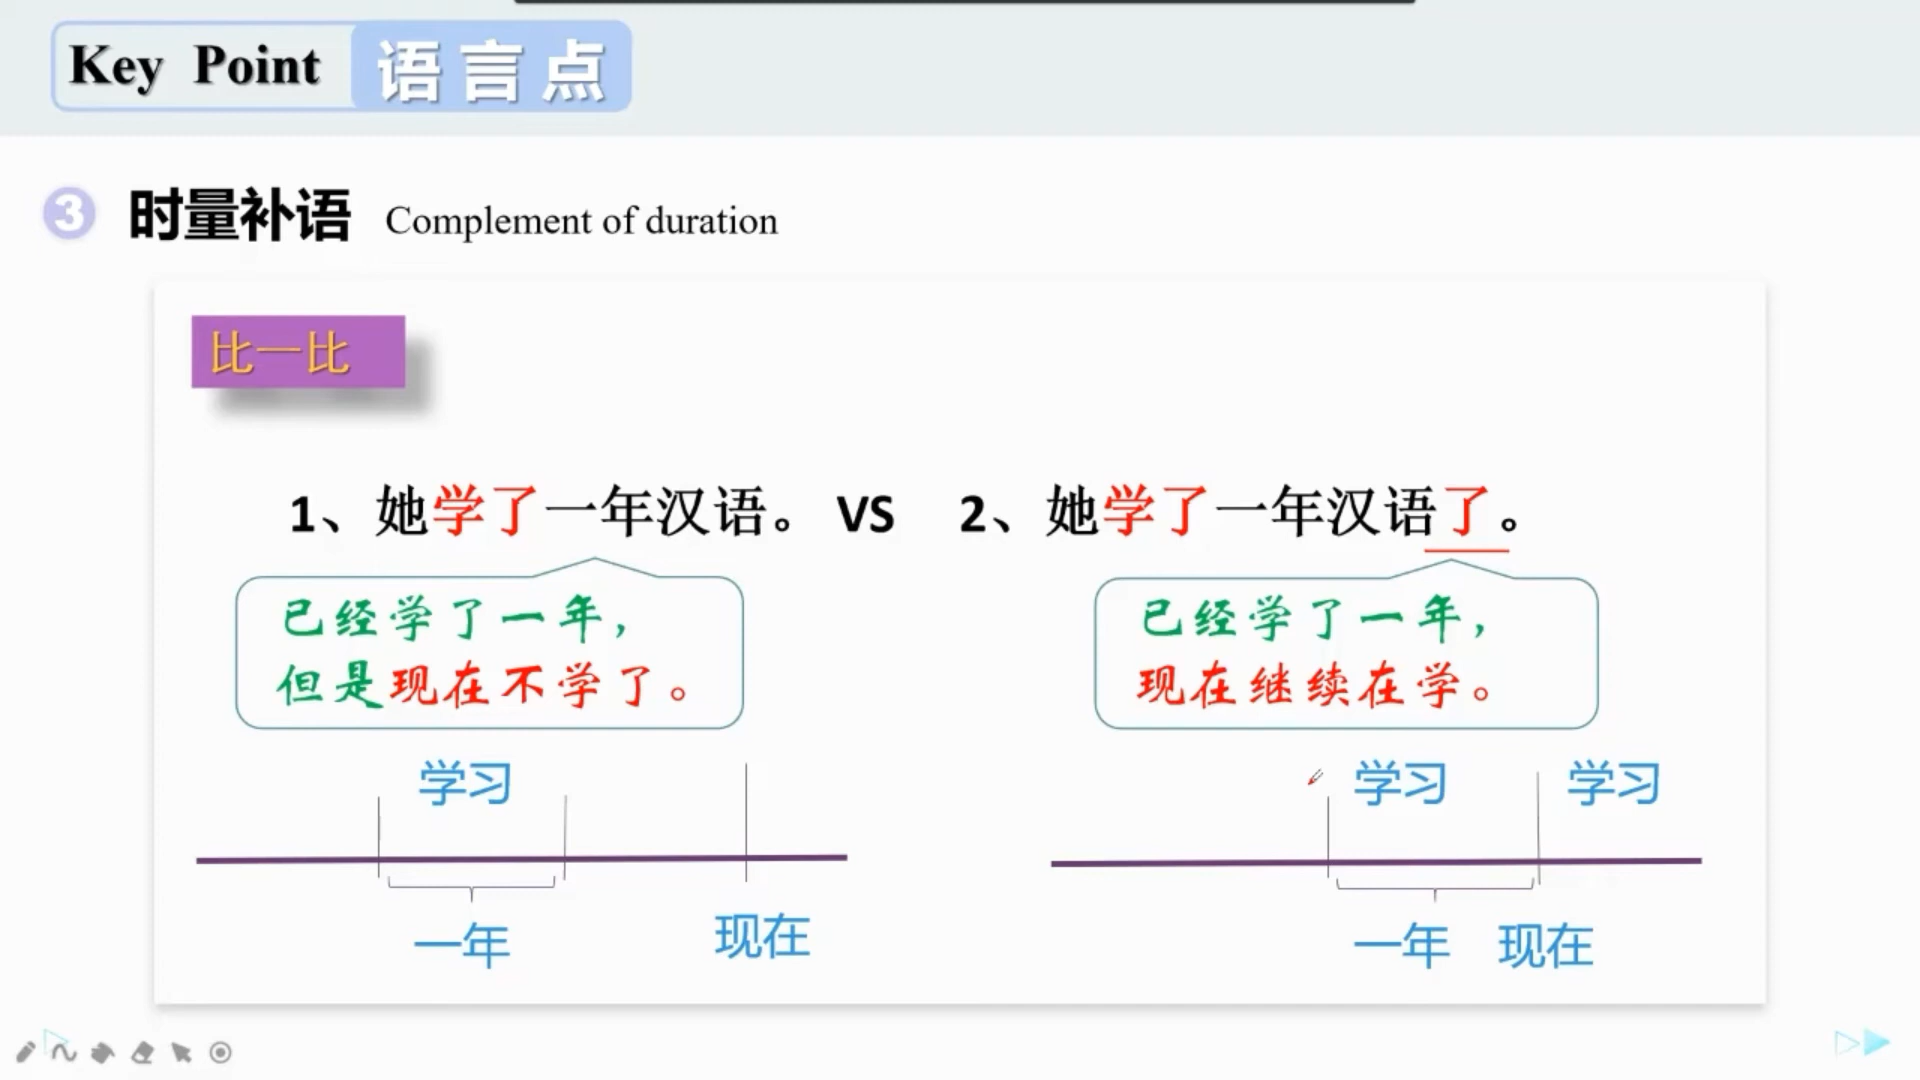 Key Point 语言点
3 时量补语 Complement of duration
比一比
1、她学了一年汉语。 VS 2、她学了一年汉语了。
已经学了一年，
但是现在不学了。
已经学了一年，
现在继续在学。
学习
一年
现在
学习
学习
一年
现在